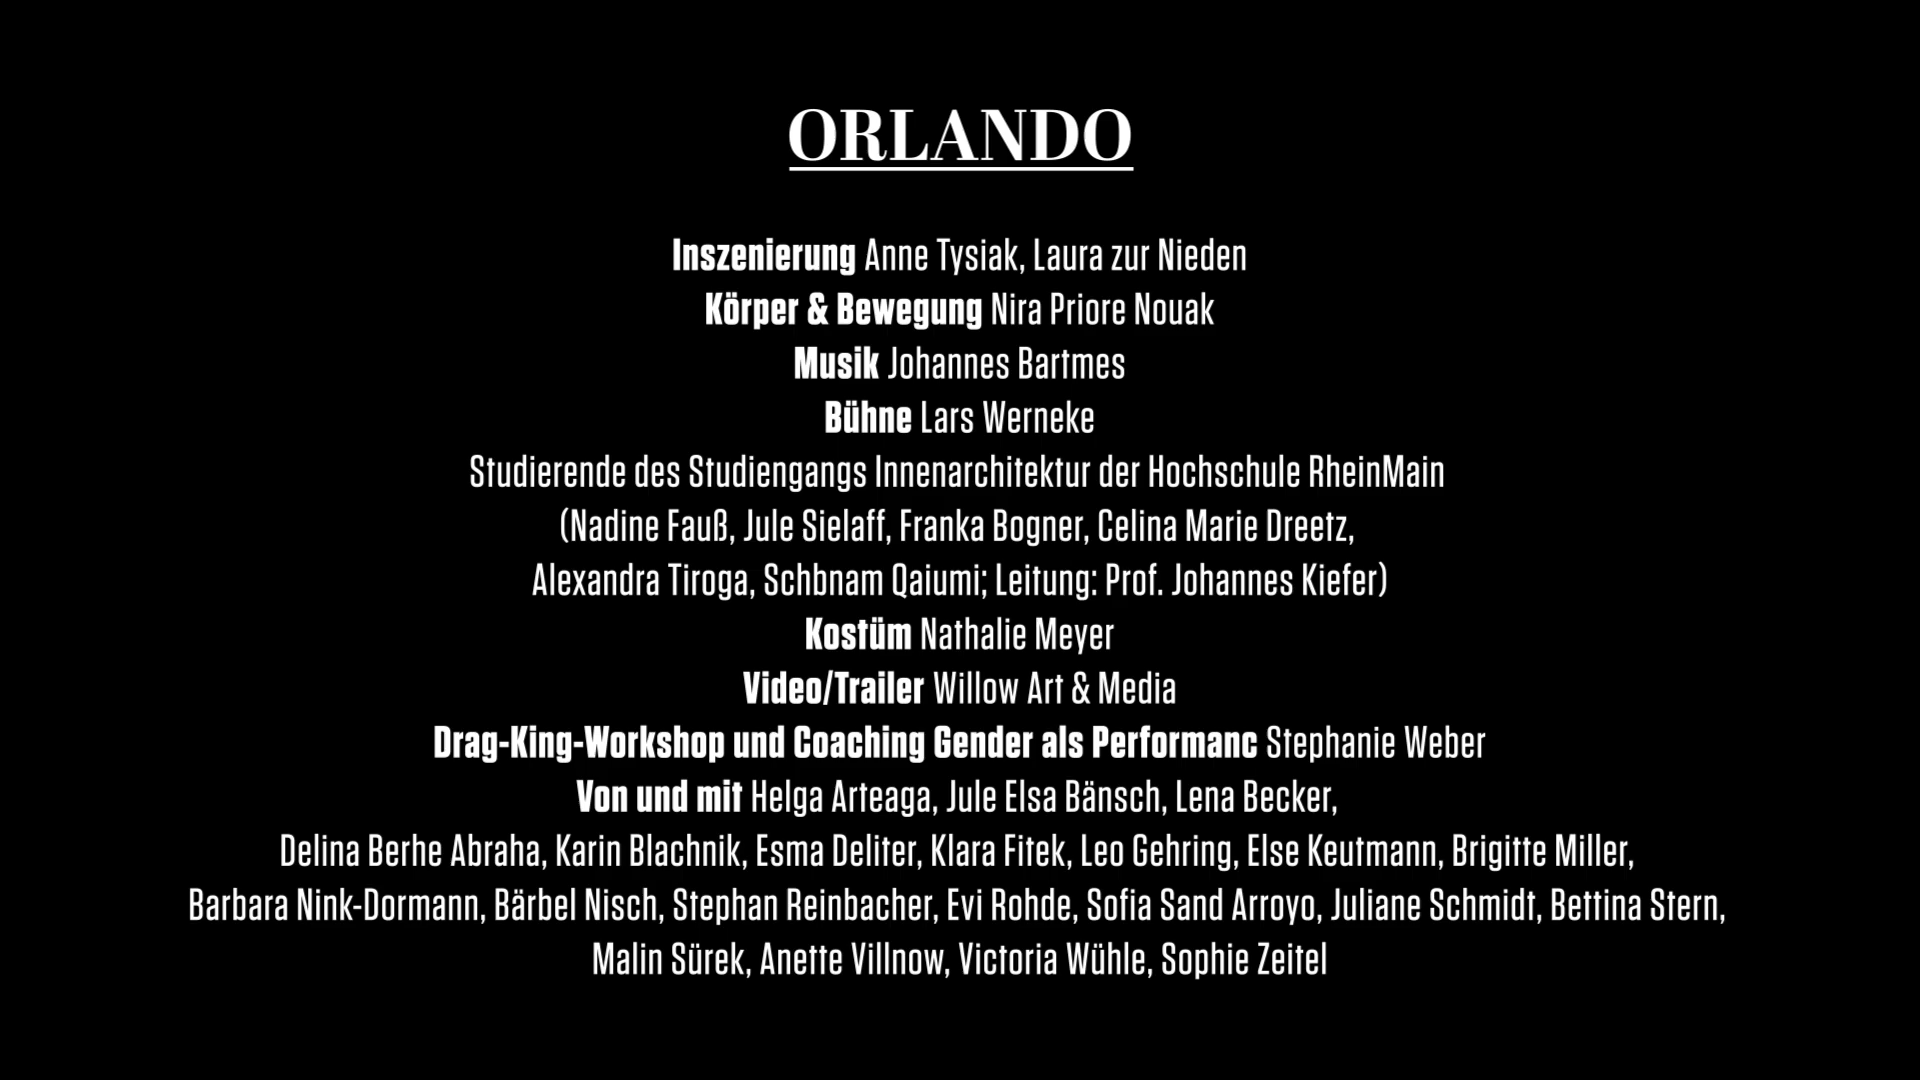 ORLANDO
Inszenierung Anne Tysiak, Laura zur Nieden
Körper & Bewegung Nira Priore Nouak
Musik Johannes Bartmes
Bühne Lars Werneke
Studierende des Studiengangs Innenarchitektur der Hochschule RheinMain
(Nadine Fauß, Jule Sielaff, Franka Bogner, Celina Marie Dreetz,
Alexandra Tiroga, Schbnam Qaiumi; Leitung: Prof. Johannes Kiefer)
Kostüm Nathalie Meyer
Video/Trailer Willow Art & Media
Drag-King-Workshop und Coaching Gender als Performanc Stephanie Weber
Von und mit Helga Arteaga, Jule Elsa Bänsch, Lena Becker,
Delina Berhe Abraha, Karin Blachnik, Esma Deliter, Klara Fitek, Leo Gehring, Else Keutmann, Brigitte Miller,
Barbara Nink-Dormann, Bärbel Nisch, Stephan Reinbacher, Evi Rohde, Sofia Sand Arroyo, Juliane Schmidt, Bettina Stern,
Malin Sürek, Anette Villnow, Victoria Wühle, Sophie Zeitel